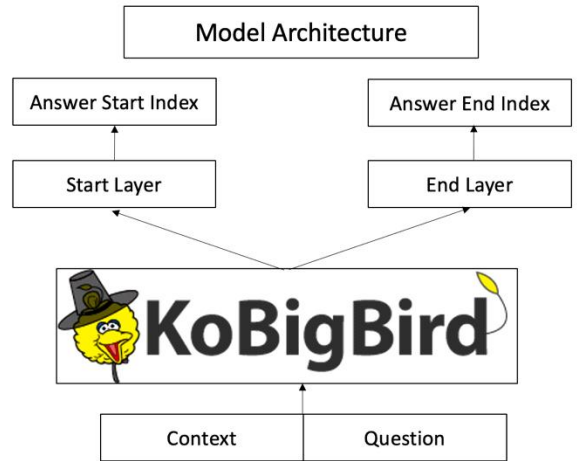 Model Architecture
Answer Start Index
Answer End Index
Start Layer
End Layer
KoBigBird
Context
Question